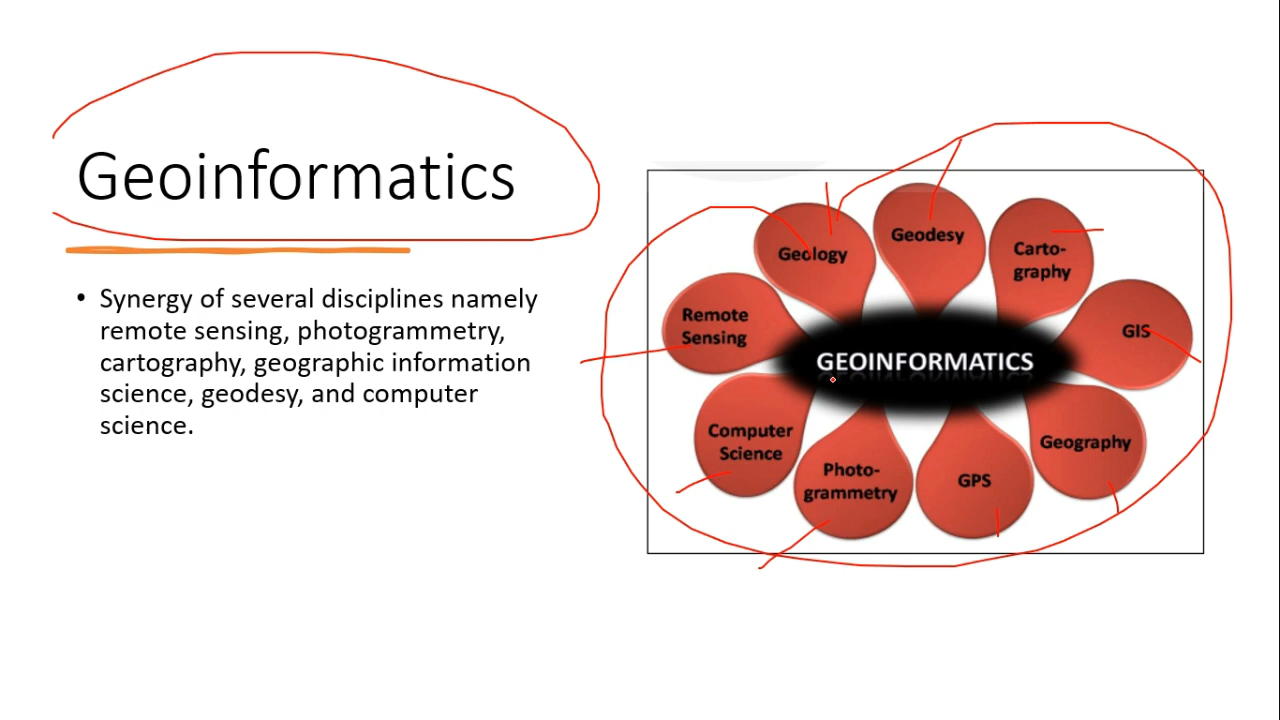 Geoinformatics
• Synergy of several disciplines namely
remote sensing, photogrammetry,
cartography, geographic information
science, geodesy, and computer
science.
Geology
Geodesy
Carto-
graphy
Remote
Sensing
GIS
GEOINFORMATICS
Computer
Science
Photo-
grammetry
GPS
Geography